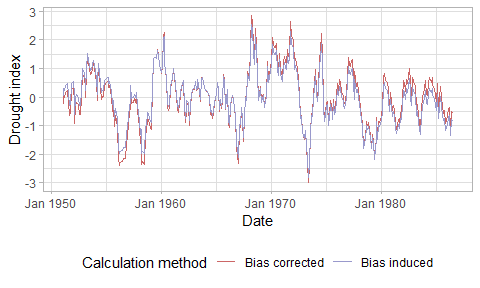 3
2
1
0
-1
-2
-3
Drought index
Jan 1950 Jan 1960 Jan 1970 Jan 1980
Date
Calculation method Bias corrected Bias induced